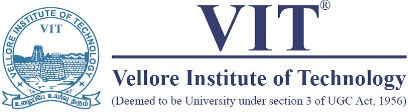 VELLORE INSTITUTE OF TECHNOLOGY
VIT
VIT®
Vellore Institute of Technology
(Deemed to be University under section 3 of UGC Act, 1956)